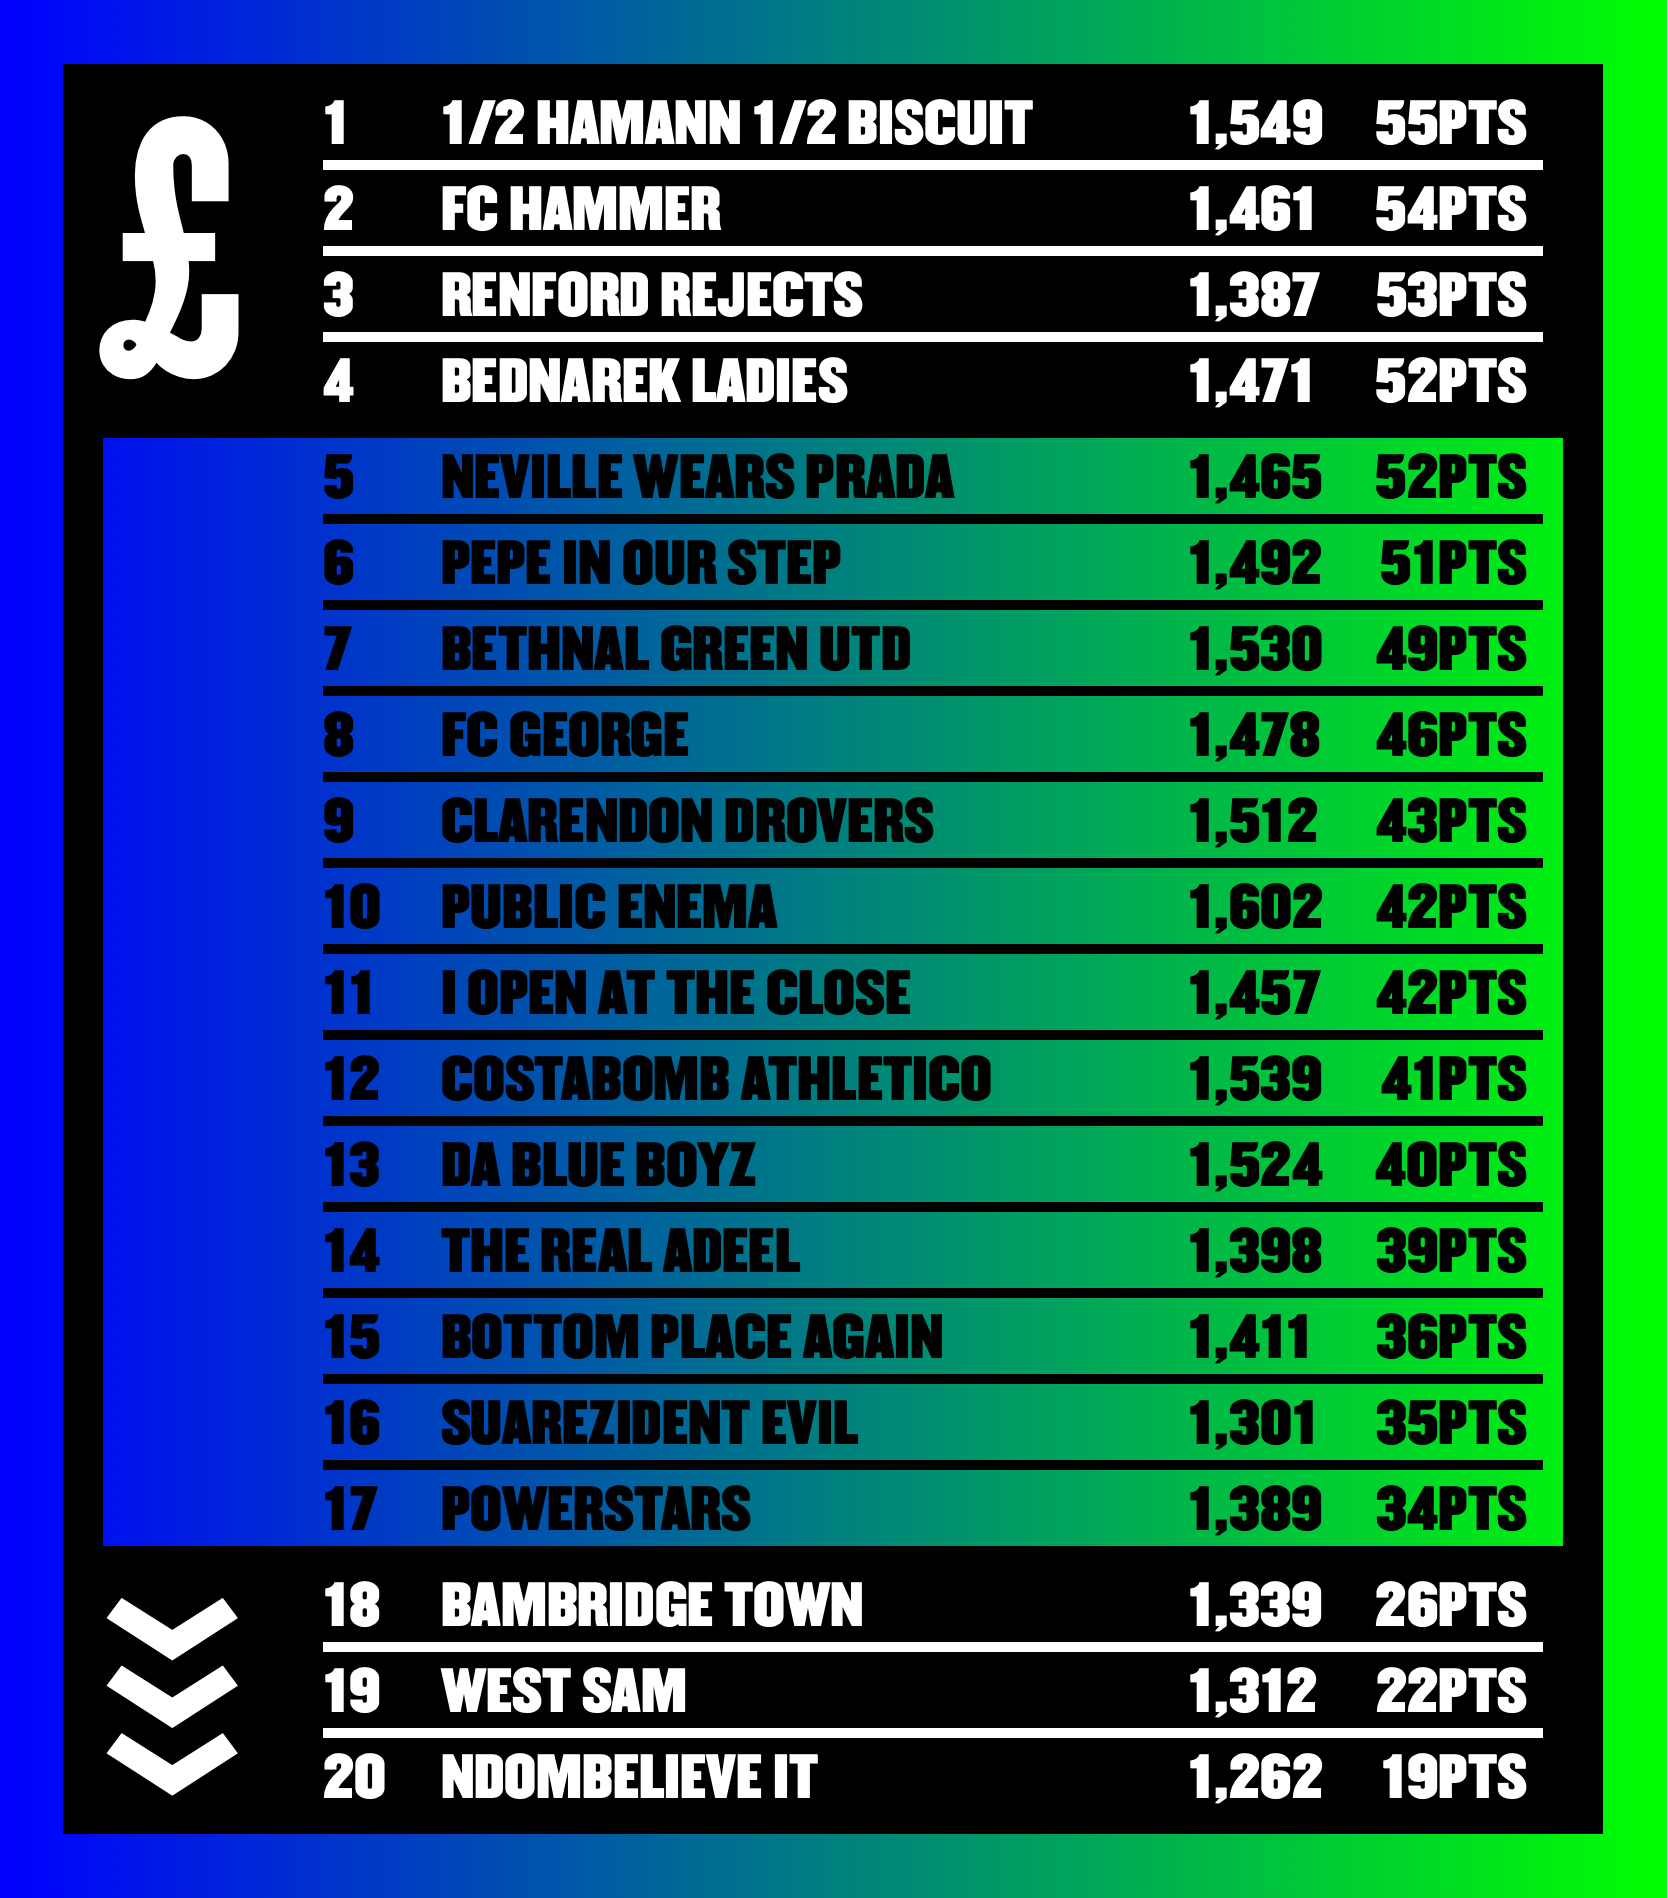 £
1 1/2 HAMANN 1/2 BISCUIT 1,549 55PTS
2 FC HAMMER 1,461 54PTS
3 RENFORD REJECTS 1,387 53PTS
4 BEDNAREK LADIES 1,471 52PTS
5 NEVILLE WEARS PRADA 1,465 52PTS
6 PEPE IN OUR STEP 1,492 51PTS
7 BETHNAL GREEN UTD 1,530 49PTS
8 FC GEORGE 1,478 46PTS
9 CLARENDON DROVERS 1,512 43PTS
10 PUBLIC ENEMA 1,602 42PTS
11 I OPEN AT THE CLOSE 1,457 42PTS
12 COSTABOMB ATHLETICO 1,539 41PTS
13 DA BLUE BOYZ 1,524 40PTS
14 THE REAL ADEEL 1,398 39PTS
15 BOTTOM PLACE AGAIN 1,411 36PTS
16 SUAREZIDENT EVIL 1,301 35PTS
17 POWERSTARS 1,389 34PTS
18 BAMBRIDGE TOWN 1,339 26PTS
19 WEST SAM 1,312 22PTS
20 NDOMBELIEVE IT 1,262 19PTS